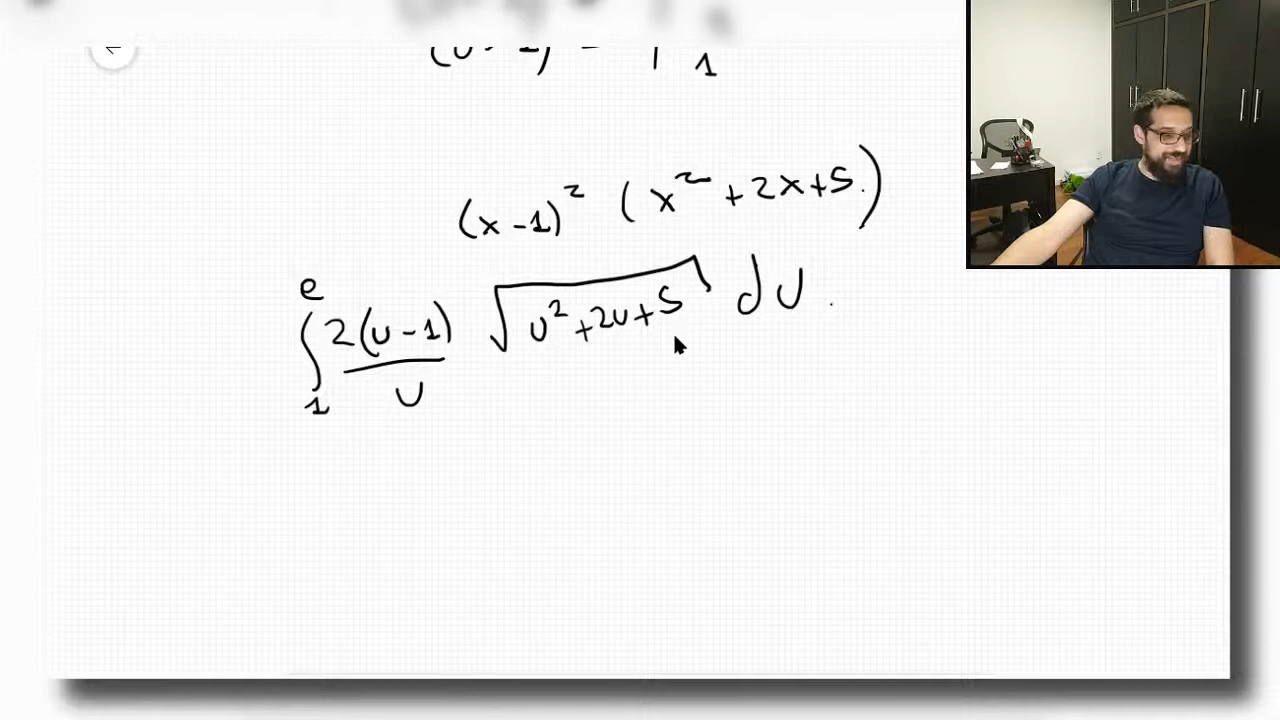 (x-1)² (x²+2x+5)
∫₁ᵉ 2(u-1)/u √(u²+2u+5) du